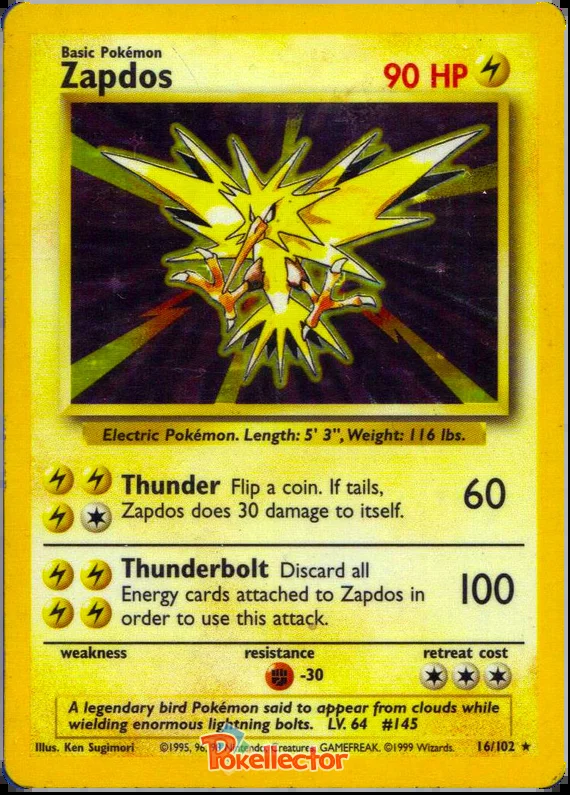 Basic Pokémon
Zapdos
90 HP
Electric Pokémon. Length: 5' 3", Weight: 116 lbs.
Thunder Flip a coin. If tails,
Zapdos does 30 damage to itself.
60
Thunderbolt Discard all
Energy cards attached to Zapdos in
order to use this attack.
100
weakness
resistance
retreat cost
-30
A legendary bird Pokémon said to appear from clouds while
wielding enormous lightning bolts. LV. 64 #145
Illus. Ken Sugimori ©1995, 96, Nintendo, Creatures, GAMEFREAK. ©1999 Wizards. 16/102 ★
Pokellector